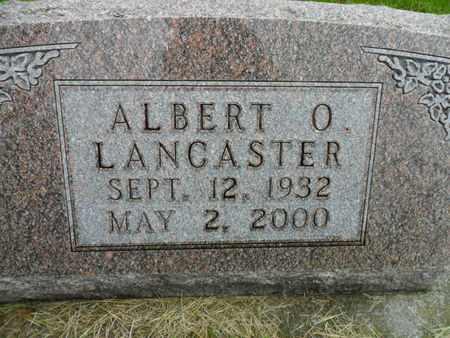 ALBERT O.
LANCASTER
SEPT. 12, 1932
MAY 2, 2000